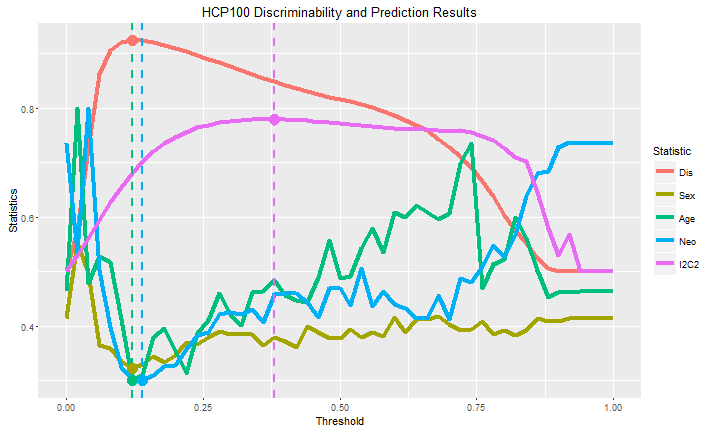 HCP100 Discriminability and Prediction Results
Statistics
0.8
0.6
0.4
0.00
0.25
0.50
0.75
1.00
Threshold
Statistic
Dis
Sex
Age
Neo
I2C2